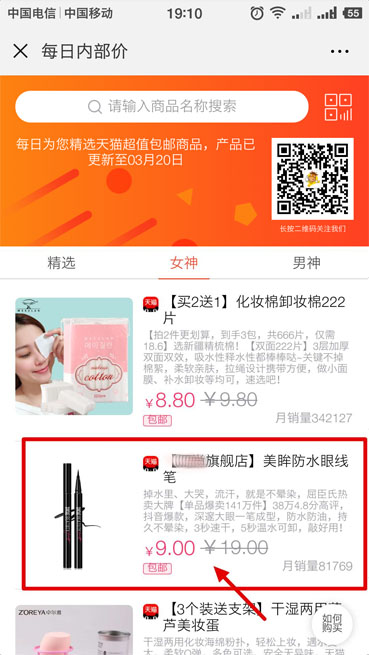 中国电信 中国移动 19:10 55
× 每日内部价 ···
请输入商品名称搜索
每日为您精选天猫超值包邮商品，产品已
更新至03月20日
长按二维码关注我们
精选 女神 男神
天猫 【买2送1】化妆棉卸妆棉222
片
【拍2件更划算，到手3包，共666片，仅需
18.6】选新疆精梳棉！【双面222片】3层加厚
双面双效，吸水性释水性都棒棒哒~关键不掉
棉絮，柔软亲肤，拉绳设计携带方便，做小面
膜、补水卸妆等均可，速选吧！
¥8.80 ¥9.80
包邮 月销量342127
天猫 【旗舰店】美眸防水眼线
笔
掉水里、大哭，流汗，就是不晕染，屈臣氏热
卖大牌【单品爆卖141万件】38万4.8分高评，
抖音爆款，深邃大眼一笔成型，防水防油，持
久不晕染，3秒速干，5秒温水可卸，敲好用！
¥9.00 ¥19.00
包邮 月销量81769
ZOREYA
天猫 【3个装送支架】干湿两用葫
芦美妆蛋
干湿两用化妆海绵扑，轻松上妆，遇水变
如何
购买